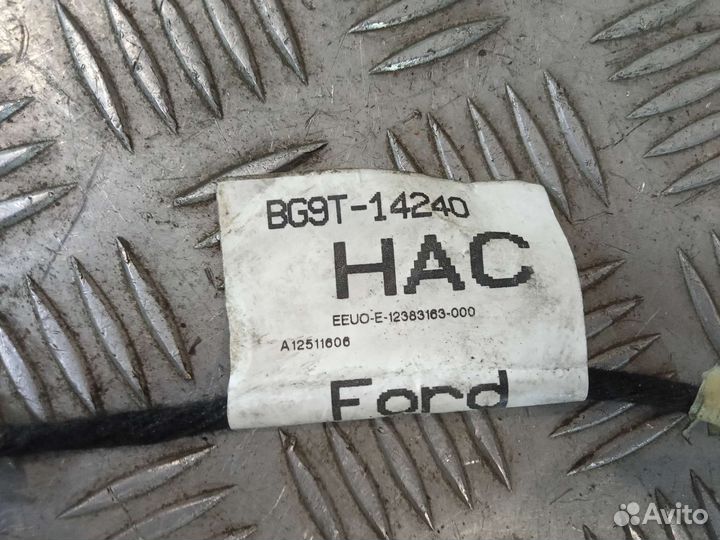 BG9T-14240
HAC
EEUO-E-12383163-000
A12511606
Ford
Avito